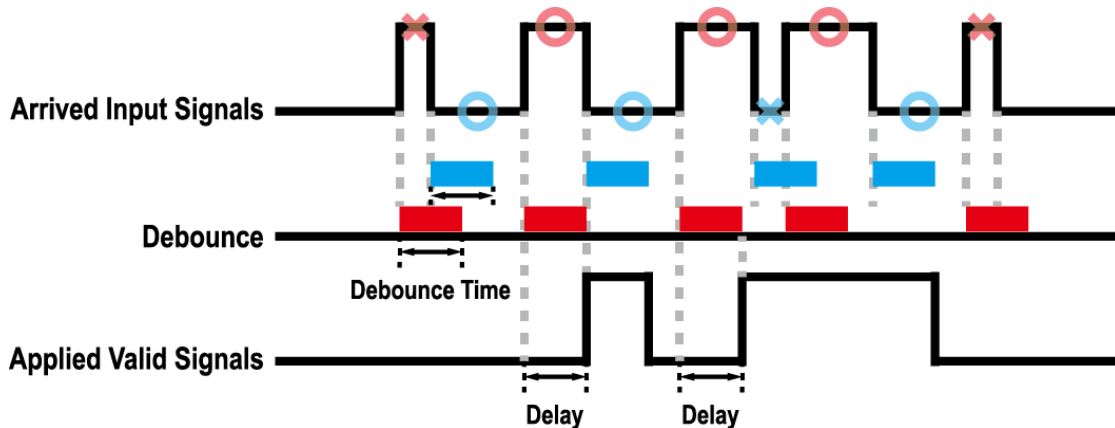 Arrived Input Signals
Debounce
Debounce Time
Applied Valid Signals
Delay
Delay